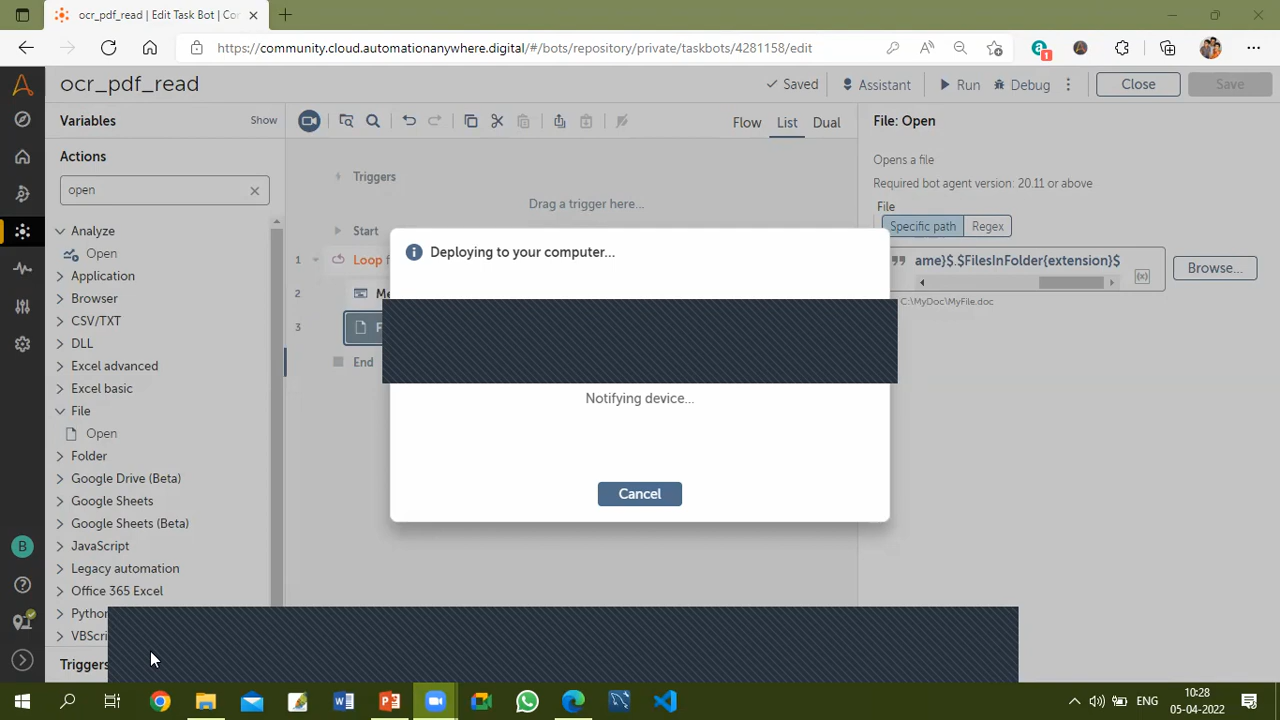 ocr_pdf_read | Edit Task Bot | Co
https://community.cloud.automationanywhere.digital/#/bots/repository/private/taskbots/4281158/edit
1
ocr_pdf_read
Saved
Assistant
Run
Debug
Close
Save
Variables
Show
Flow
List
Dual
File: Open
Actions
Opens a file
Triggers
Required bot agent version: 20.11 or above
open
Drag a trigger here...
File
Specific path
Regex
Analyze
Start
Open
Deploying to your computer...
1
Loop
ame}$.$FilesInFolder{extension}$
Browse...
Application
Browser
2
C:\MyDoc\MyFile.doc
CSV/TXT
3
DLL
End
Excel advanced
Excel basic
Notifying device...
File
Open
Folder
Google Drive (Beta)
Cancel
Google Sheets
Google Sheets (Beta)
JavaScript
B
Legacy automation
Office 365 Excel
Triggers
ENG
10:28
05-04-2022